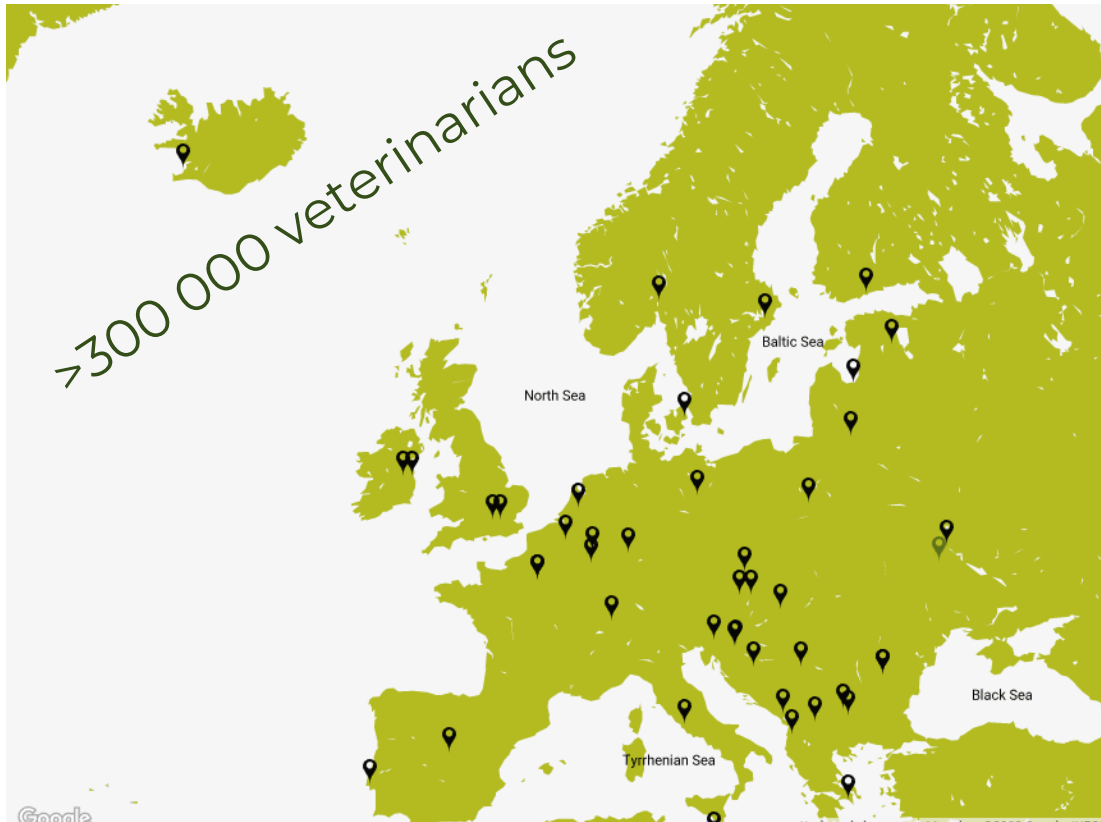 >300 000 veterinarians
Baltic Sea
North Sea
Black Sea
Tyrrhenian Sea
Google